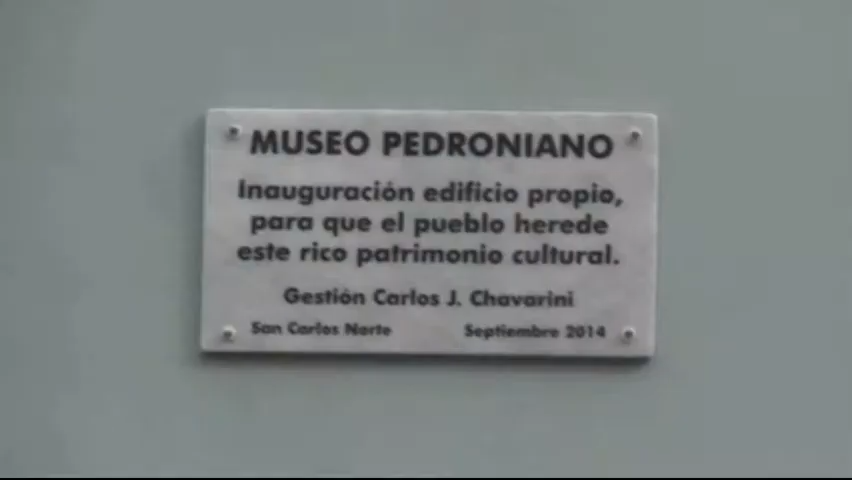 MUSEO PEDRONIANO
Inauguración edificio propio,
para que el pueblo herede
este rico patrimonio cultural.
Gestión Carlos J. Chavarini
San Carlos Norte Septiembre 2014